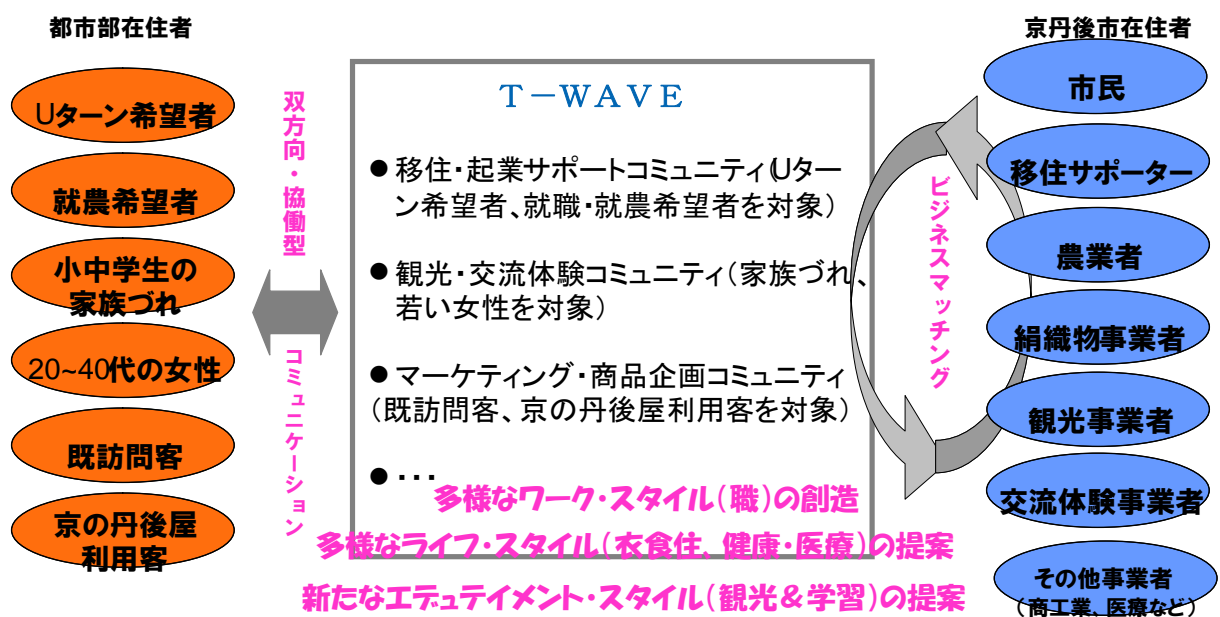 都市部在住者
Uターン希望者
就農希望者
小中学生の
家族づれ
20~40代の女性
既訪問客
京の丹後屋
利用客
双方向・協働型
コミュニケーション
T-WAVE
●移住・起業サポートコミュニティ(Uター
ン希望者、就職・就農希望者を対象)
●観光・交流体験コミュニティ(家族づれ、
若い女性を対象)
●マーケティング・商品企画コミュニティ
(既訪問客、京の丹後屋利用客を対象)
●・・・
多様なワーク・スタイル(職)の創造
多様なライフ・スタイル(衣食住、健康・医療)の提案
新たなエデュテイメント・スタイル(観光&学習)の提案
ビジネスマッチング
京丹後市在住者
市民
移住サポーター
農業者
絹織物事業者
観光事業者
交流体験事業者
その他事業者
(商工業、医療など)